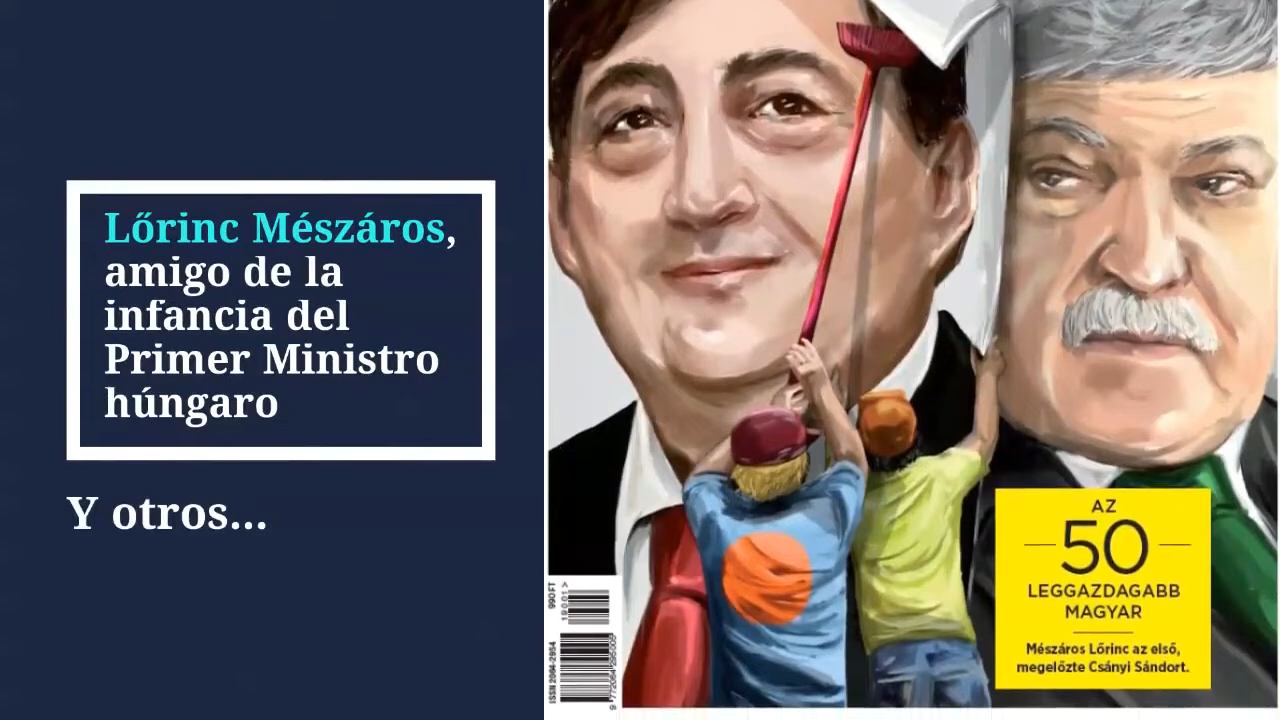 Lőrinc Mészáros,
amigo de la
infancia del
Primer Ministro
húngaro
Y otros...
AZ
50
LEGGAZDAGABB
MAGYAR
Mészáros Lőrinc az első,
megelőzte Csányi Sándort.
990 FT
19001>
ISSN 2064-2954